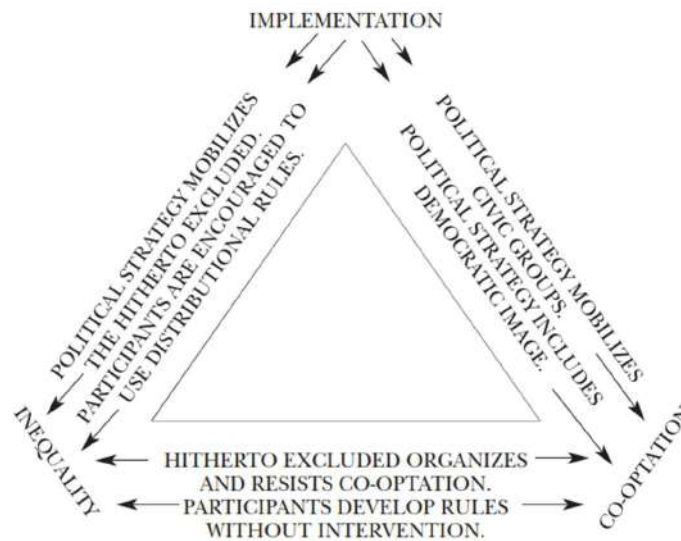 IMPLEMENTATION
POLITICAL STRATEGY MOBILIZES
THE HITHERTO EXCLUDED.
PARTICIPANTS ARE ENCOURAGED TO
USE DISTRIBUTIONAL RULES.
POLITICAL STRATEGY MOBILIZES
CIVIC GROUPS.
POLITICAL STRATEGY INCLUDES
DEMOCRATIC IMAGE.
INEQUALITY
HITHERTO EXCLUDED ORGANIZES
AND RESISTS CO-OPTATION.
PARTICIPANTS DEVELOP RULES
WITHOUT INTERVENTION.
CO-OPTATION